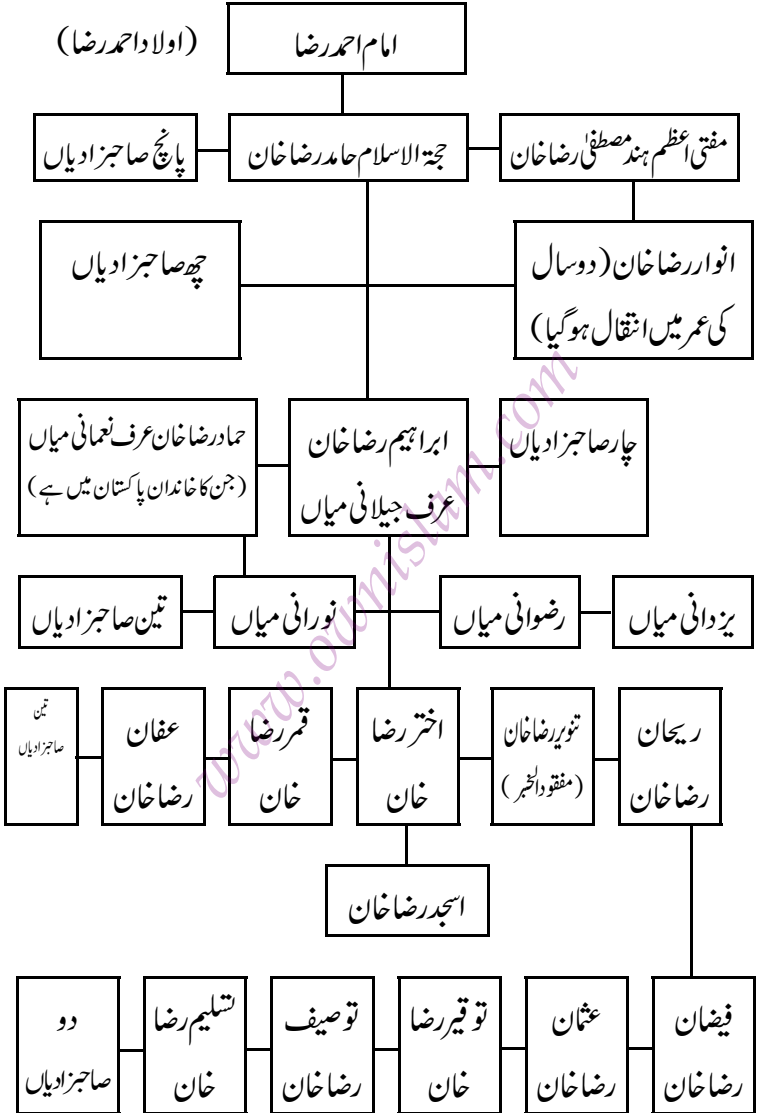 امام احمد رضا (اولاد احمد رضا)
مفتی اعظم ہند مصطفیٰ رضا خان
حجۃ الاسلام حامد رضا خان
پانچ صاحبزادیاں
انوار رضا خان (دو سال
کی عمر میں انتقال ہوگیا)
چھ صاحبزادیاں
چار صاحبزادیاں
ابراہیم رضا خان
عرف جیلانی میاں
حماد رضا خان عرف نعمانی میاں
(جن کا خاندان پاکستان میں ہے)
یزدانی میاں
رضوانی میاں
نورانی میاں
تین صاحبزادیاں
ریحان
رضا خان
تنویر رضا خان
(مفقود الخبر)
اختر رضا
خان
قمر رضا
خان
عفان
رضا خان
تین
صاحبزادیاں
اسجد رضا خان
فیضان
رضا خان
عثمان
رضا خان
توقیر رضا
خان
توصیف
رضا خان
تسلیم رضا
خان
دو
صاحبزادیاں
www.ownislam.com